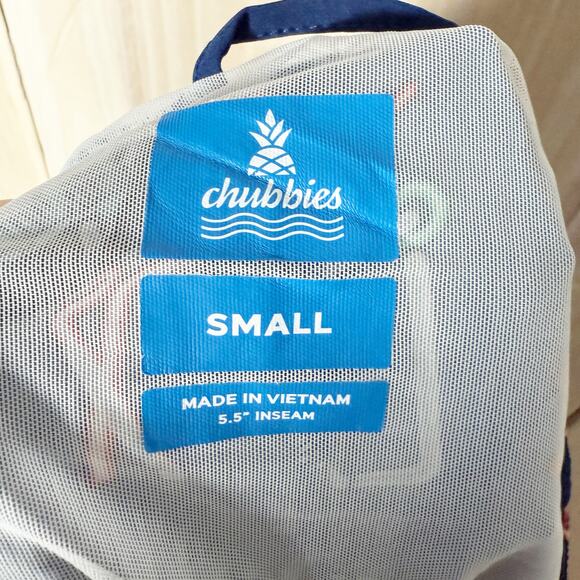 chubbies
SMALL
MADE IN VIETNAM
5.5" INSEAM